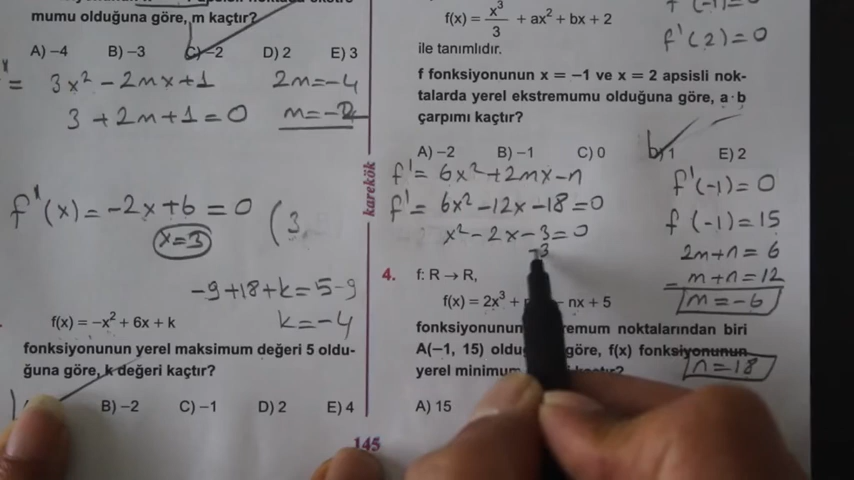 mumu olduğuna göre, m kaçtır?
A) −4 B) −3 C) −2 D) 2 E) 3
= 3x² − 2mx + 1 2m = −4
3 + 2m + 1 = 0 m = −2
f'(x) = −2x + 6 = 0 (3,
x = 3
−9 + 18 + k = 5 − 9
k = −4
f(x) = −x² + 6x + k
fonksiyonunun yerel maksimum değeri 5 oldu-
ğuna göre, k değeri kaçtır?
B) −2 C) −1 D) 2 E) 4
145
karekök
f(x) = x³/3 + ax² + bx + 2
ile tanımlıdır.
f'(2) = 0
f fonksiyonunun x = −1 ve x = 2 apsisli nok-
talarda yerel ekstremumu olduğuna göre, a·b
çarpımı kaçtır?
A) −2 B) −1 C) 0 1 E) 2
f' = 6x² + 2mx − n
f' = 6x² − 12x − 18 = 0
x² − 2x − 3 = 0
−3
f'(−1) = 0
f(−1) = 15
2m + n = 6
m + n = 12
m = −6
n = 18
4. f: R → R,
f(x) = 2x³ + − nx + 5
fonksiyonunun noktalarından biri
A(−1, 15) göre, f(x) fonksiyonunun
yerel
A) 15